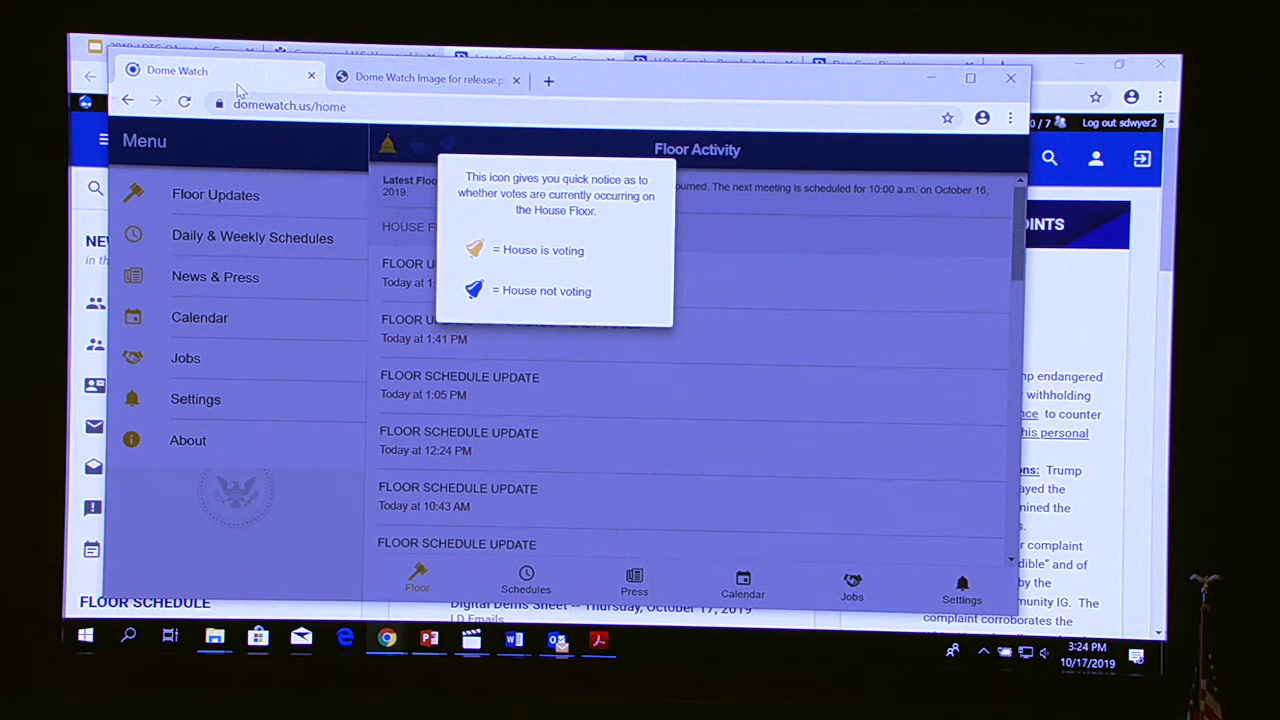 Dome Watch
Dome Watch Image for release.p
domewatch.us/home
/ 7
Log out sdwyer2
Menu
Floor Activity
Floor Updates
Daily & Weekly Schedules
News & Press
Calendar
Jobs
Settings
About
Latest Floo
ourned. The next meeting is scheduled for 10:00 a.m. on October 16,
2019.
HOUSE F
FLOOR U
Today at 1:
FLOOR U
Today at 1:41 PM
FLOOR SCHEDULE UPDATE
Today at 1:05 PM
FLOOR SCHEDULE UPDATE
Today at 12:24 PM
FLOOR SCHEDULE UPDATE
Today at 10:43 AM
FLOOR SCHEDULE UPDATE
This icon gives you quick notice as to
whether votes are currently occurring on
the House Floor.
= House is voting
= House not voting
Floor
Schedules
Press
Calendar
Jobs
Settings
NE
in th
OINTS
mp endangered
withholding
nce to counter
his personal
ons: Trump
ayed the
mined the
s.
r complaint
dible" and of
by the
munity IG. The
complaint corroborates the
FLOOR SCHEDULE
Digital Dems Sheet -- Thursday, October 17, 2019
LD Emails
3:24 PM
10/17/2019